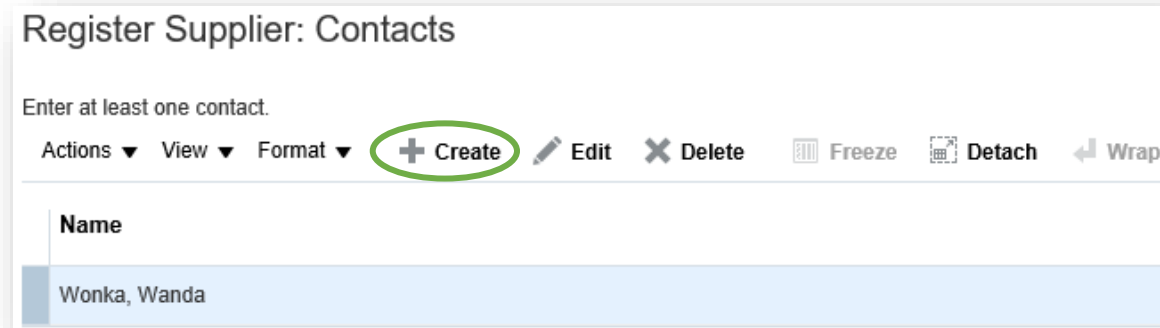 Register Supplier: Contacts
Enter at least one contact.
Actions View Format Create Edit Delete Freeze Detach Wrap
Name
Wonka, Wanda